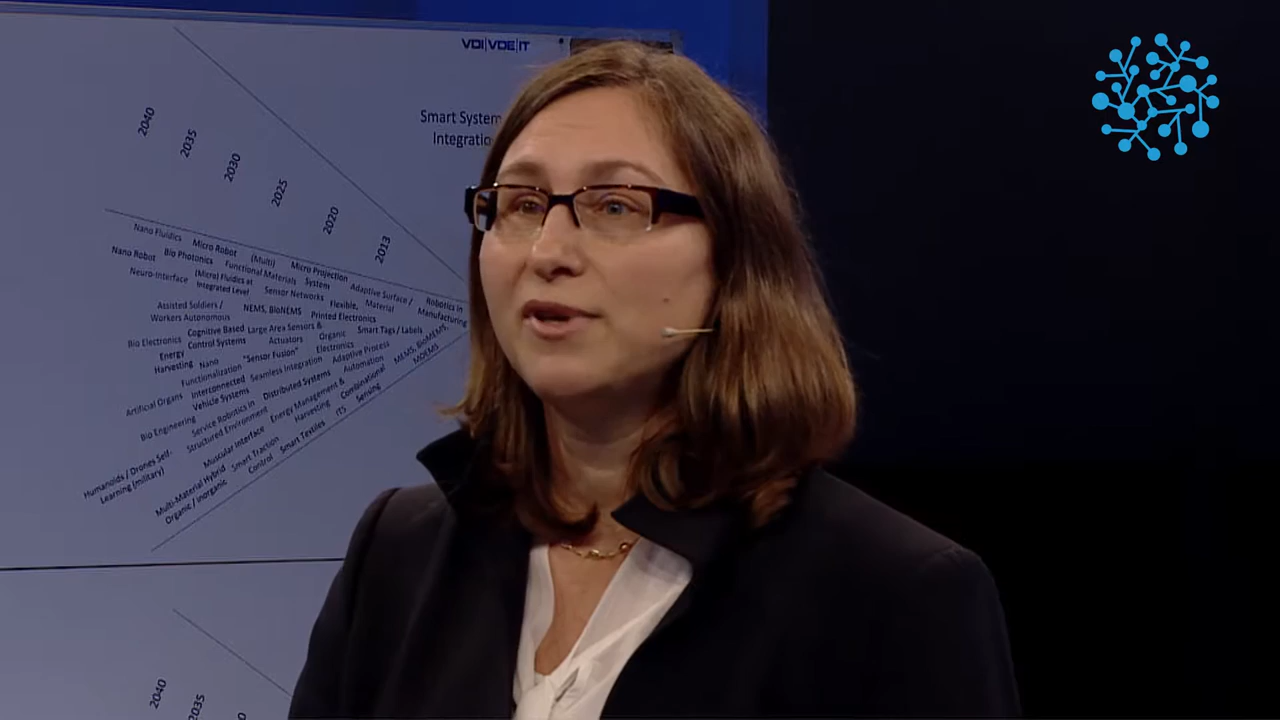 VDI|VDE|IT
Smart System
Integratio
2040
2035
2030
2025
2020
2013
Nano Fluidics
Micro Robot
(Multi)
Micro Projection
System
Adaptive Surface /
Material
Robotics in
Manufacturing
Nano Robot
Bio Photonics
Functional Materials
Neuro-Interface
(Micro) Fluidics at
Integrated Level
Sensor Networks
Flexible,
Printed Electronics
Assisted Soldiers /
Workers Autonomous
NEMS, BioNEMS
Smart Tags / Labels
Bio Electronics
Cognitive Based
Control Systems
Large Area Sensors &
Actuators
Organic
Electronics
MEMS, BioMEMS,
MOEMS
Energy
Harvesting
Nano
Functionalization
"Sensor Fusion"
Adaptive Process
Automation
Artificial Organs
Interconnected
Vehicle Systems
Seamless Integration
Distributed Systems
Combinational
Sensing
Bio Engineering
Service Robotics in
Structured Environment
Energy Management &
Harvesting
ITS
Humanoids / Drones Self-
Learning (military)
Muscular Interface
Smart Traction
Control
Smart Textiles
Multi-Material Hybrid
Organic / Inorganic
2040
2035
0